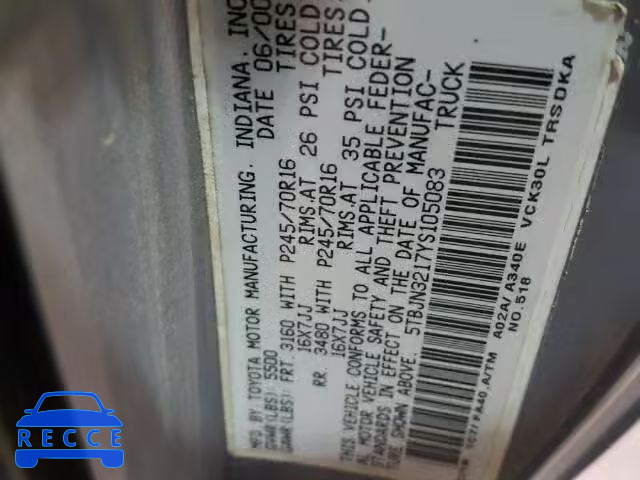 MFD BY TOYOTA MOTOR MANUFACTURING, INDIANA, INC
GVWR(LBS): 5500 DATE 06/00
GAWR(LBS): FRT. 3160 WITH P245/70R16 TIRES
16X7JJ RIMS.AT 26 PSI COLD
RR. 3480 WITH P245/70R16 TIRES
16X7JJ RIMS.AT 35 PSI COLD
THIS VEHICLE CONFORMS TO ALL APPLICABLE FEDER-
AL MOTOR VEHICLE SAFETY AND THEFT PREVENTION
STANDARDS IN EFFECT ON THE DATE OF MANUFAC-
TURE SHOWN ABOVE.
5TBJN3217YS105083 TRUCK
A/TM A02A/ A340E VCK30L TRSDKA
NO.518
RECCE